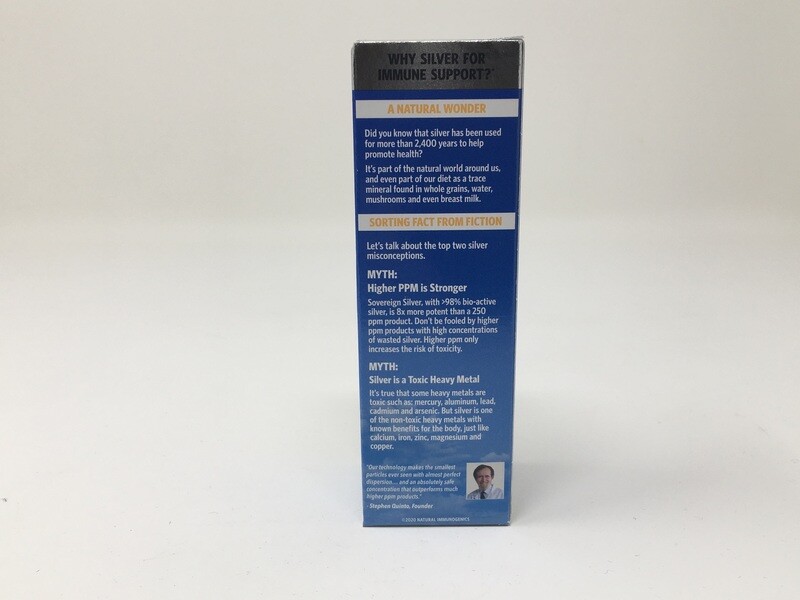 WHY SILVER FOR
IMMUNE SUPPORT?*
A NATURAL WONDER
Did you know that silver has been used
for more than 2,400 years to help
promote health?
It's part of the natural world around us,
and even part of our diet as a trace
mineral found in whole grains, water,
mushrooms and even breast milk.
SORTING FACT FROM FICTION
Let's talk about the top two silver
misconceptions.
MYTH:
Higher PPM is Stronger
Sovereign Silver, with >98% bio-active
silver, is 8x more potent than a 250
ppm product. Don't be fooled by higher
ppm products with high concentrations
of wasted silver. Higher ppm only
increases the risk of toxicity.
MYTH:
Silver is a Toxic Heavy Metal
It's true that some heavy metals are
toxic such as: mercury, aluminum, lead,
cadmium and arsenic. But silver is one
of the non-toxic heavy metals with
known benefits for the body, just like
calcium, iron, zinc, magnesium and
copper.
"Our technology makes the smallest
particles ever seen with almost perfect
dispersion... and an absolutely safe
concentration that outperforms much
higher ppm products."
- Stephen Quinto, Founder
©2020 NATURAL IMMUNOGENICS